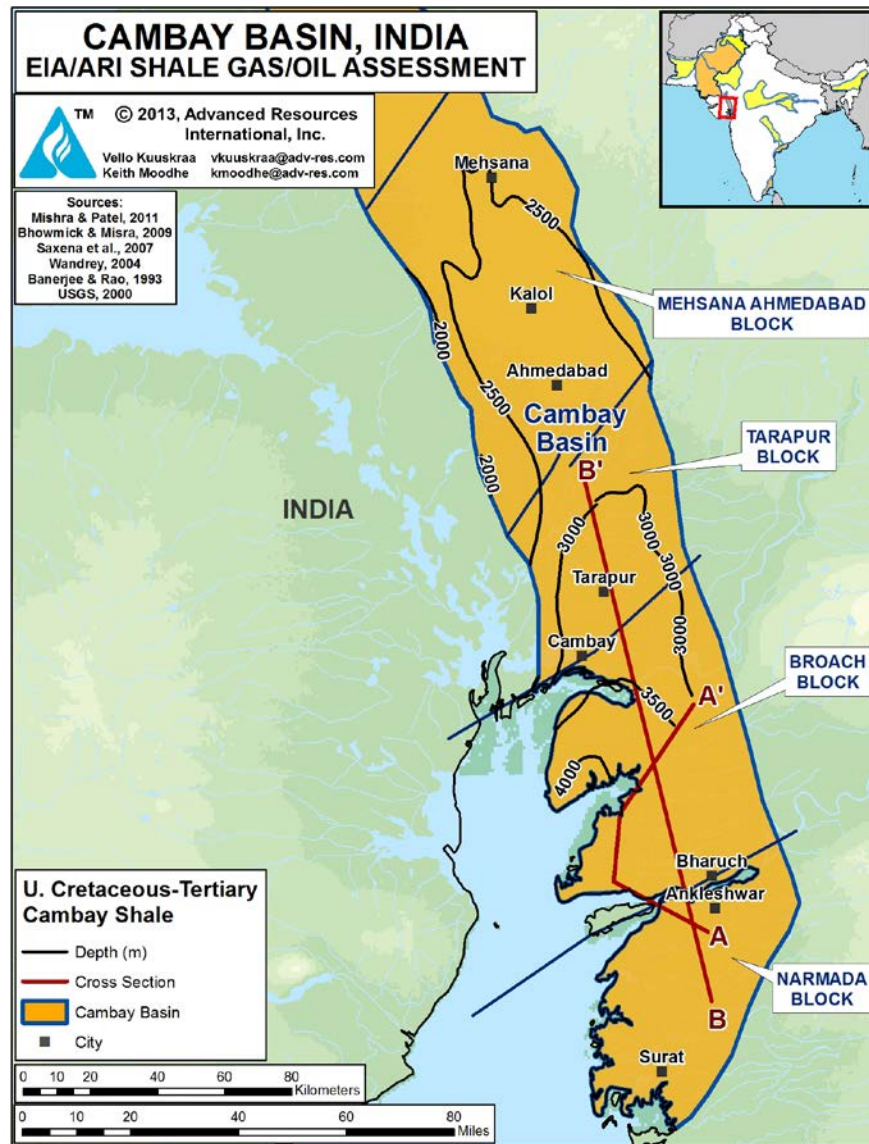 CAMBAY BASIN, INDIA
EIA/ARI SHALE GAS/OIL ASSESSMENT
TM
© 2013, Advanced Resources
International, Inc.
Vello Kuuskraa vkuuskraa@adv-res.com
Keith Moodhe kmoodhe@adv-res.com
Sources:
Mishra & Patel, 2011
Bhowmick & Misra, 2009
Saxena et al., 2007
Wandrey, 2004
Banerjee & Rao, 1993
USGS, 2000
Mehsana
2500
Kalol
MEHSANA AHMEDABAD
BLOCK
2000
Ahmedabad
2500
Cambay
Basin
TARAPUR
BLOCK
2000
B'
INDIA
3000
3000
3000
Tarapur
3000
Cambay
BROACH
BLOCK
A'
3500
4000
Bharuch
Ankleshwar
A
NARMADA
BLOCK
B
Surat
U. Cretaceous-Tertiary
Cambay Shale
Depth (m)
Cross Section
Cambay Basin
City
0 10 20 40 60 80
Kilometers
0 10 20 40 60 80
Miles